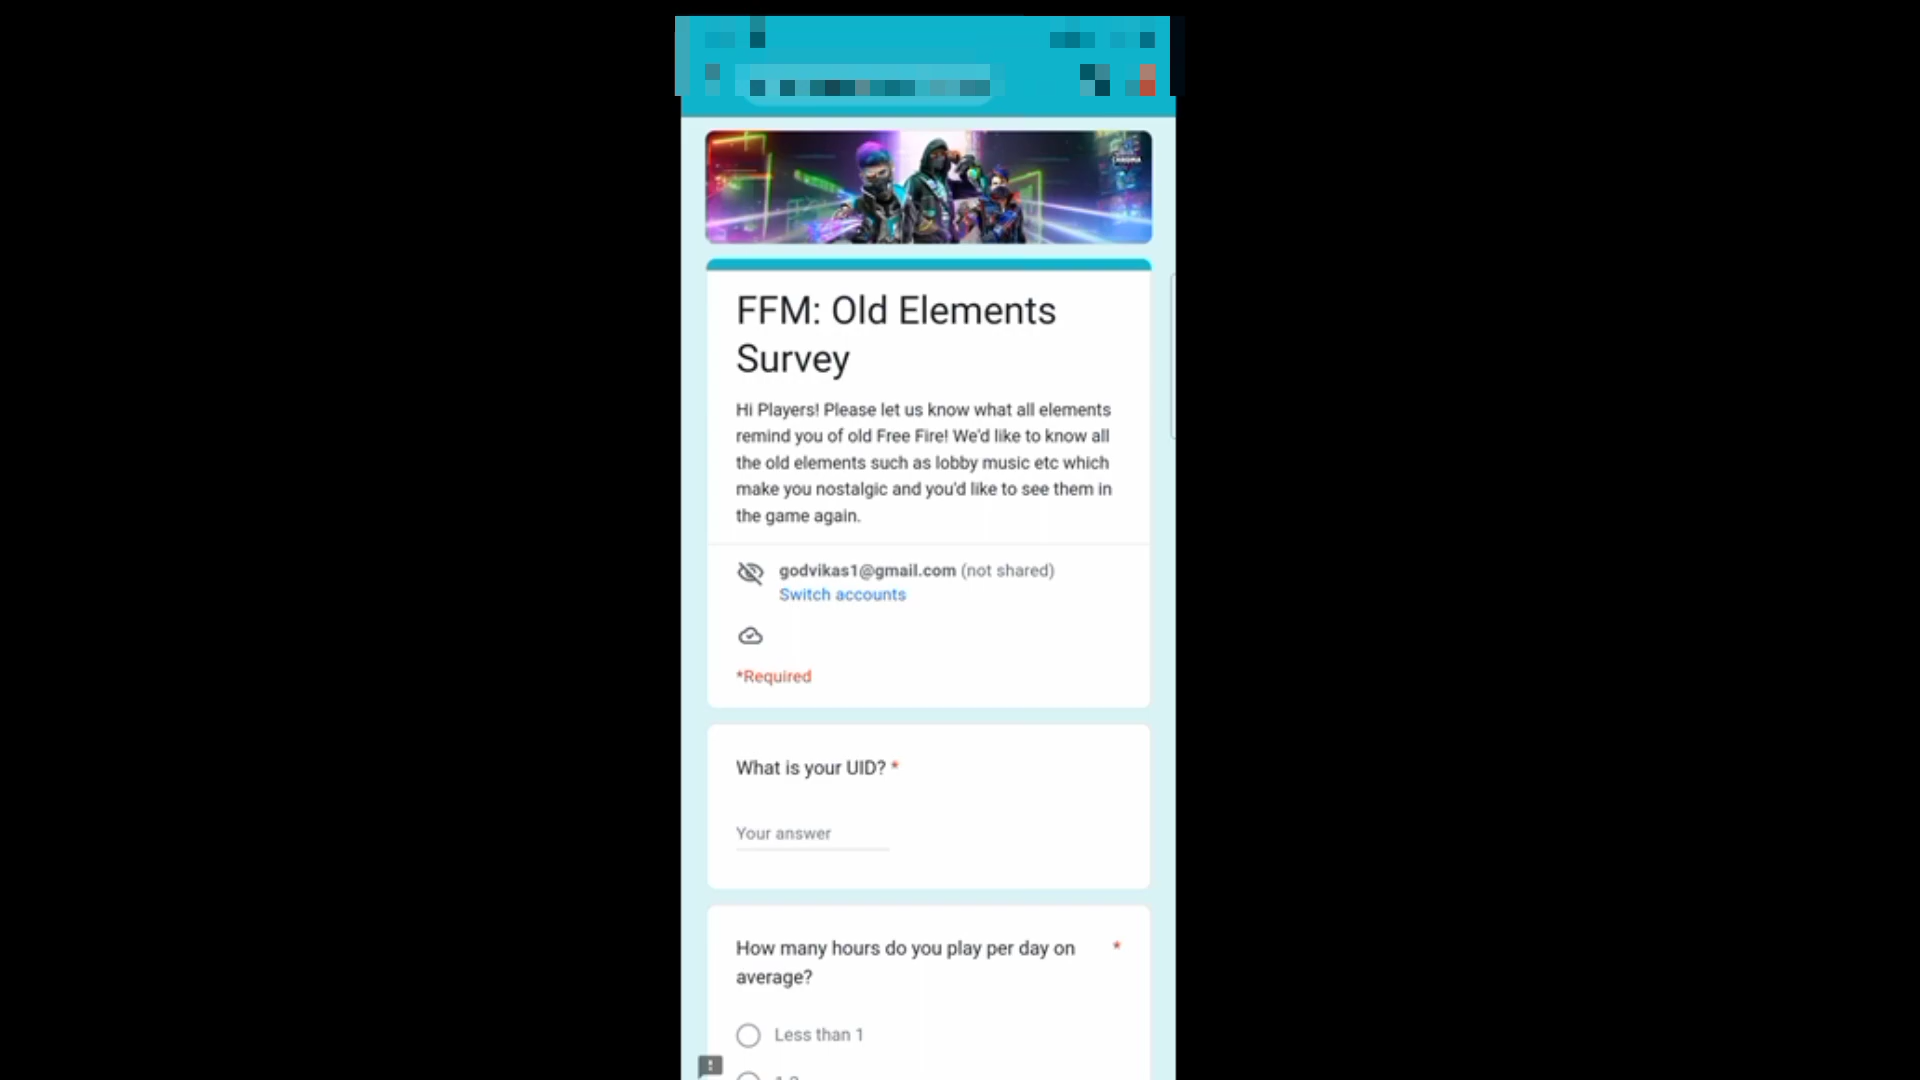 CHROMA
FFM: Old Elements
Survey
Hi Players! Please let us know what all elements
remind you of old Free Fire! We'd like to know all
the old elements such as lobby music etc which
make you nostalgic and you'd like to see them in
the game again.
godvikas1@gmail.com (not shared)
Switch accounts
*Required
What is your UID? *
Your answer
How many hours do you play per day on *
average?
Less than 1